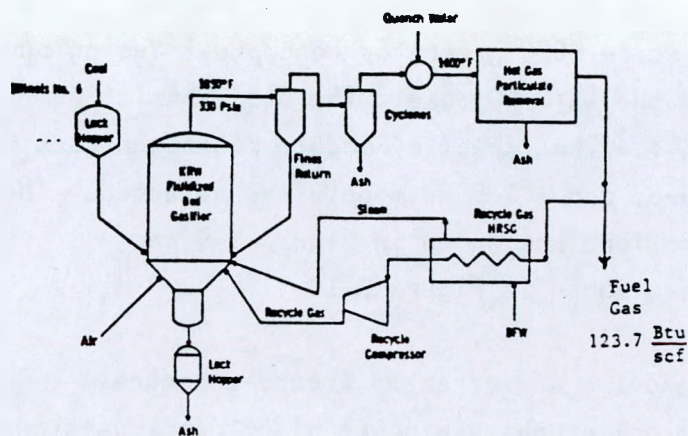 Quench Water
Coal
Illinois No. 6
Lock
Hopper
1850°F
330 Psia
1400°F
Hot Gas
Particulate
Removal
Cyclones
KRW
Fluidized
Bed
Gasifier
Fines
Return
Ash
Ash
Steam
Recycle Gas
HRSG
Recycle Gas
Recycle
Compressor
BFW
Air
Lock
Hopper
Ash
Fuel
Gas
123.7 Btu
scf